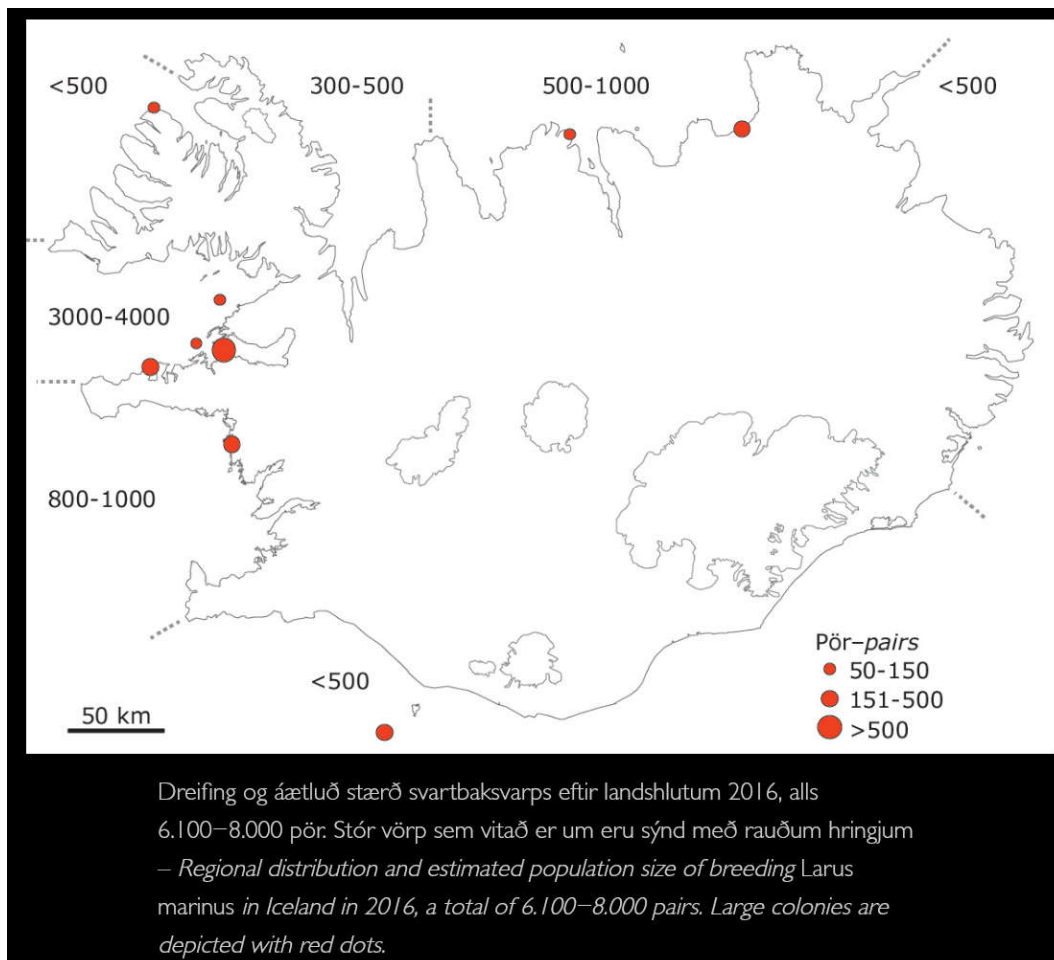 <500
300-500
500-1000
<500
3000-4000
800-1000
<500
50 km
Pör–pairs
50-150
151-500
>500
Dreifing og áætluð stærð svartbaksvarps eftir landshlutum 2016, alls
6.100–8.000 pör. Stór vörp sem vitað er um eru sýnd með rauðum hringjum
– Regional distribution and estimated population size of breeding Larus
marinus in Iceland in 2016, a total of 6.100–8.000 pairs. Large colonies are
depicted with red dots.